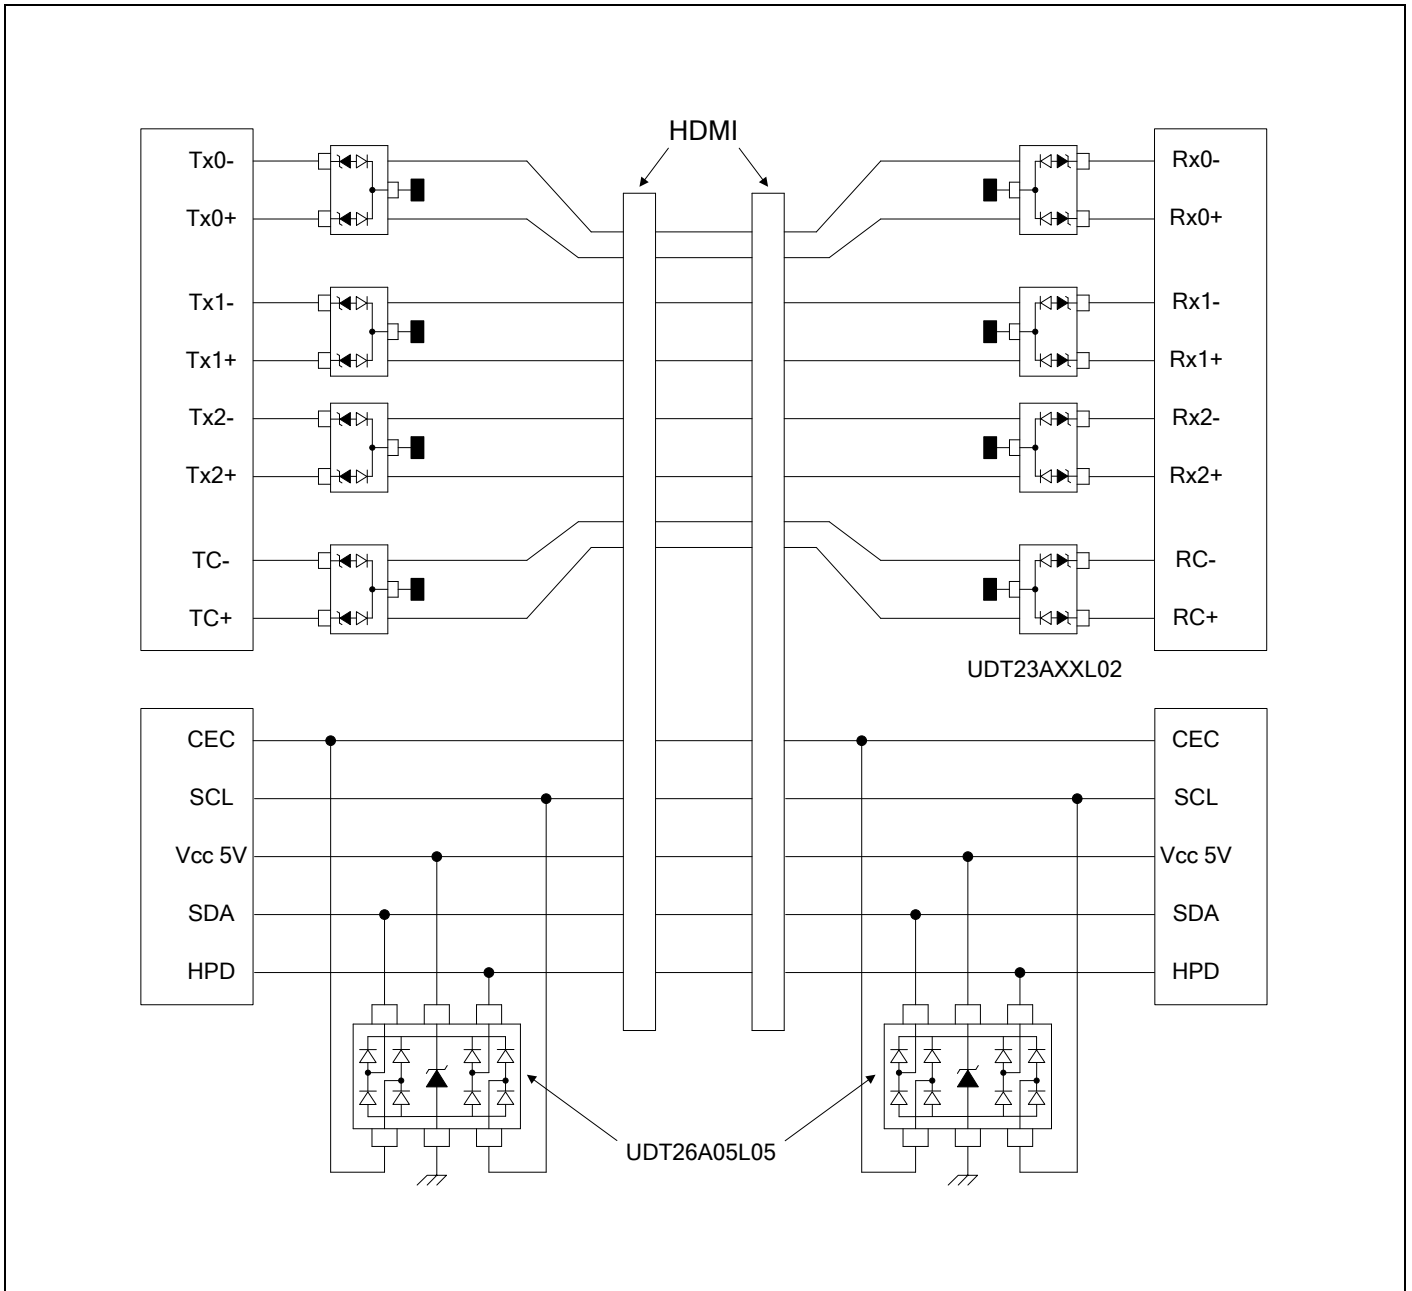 HDMI
Tx0-
Rx0-
Tx0+
Rx0+
Tx1-
Rx1-
Tx1+
Rx1+
Tx2-
Rx2-
Tx2+
Rx2+
TC-
RC-
TC+
RC+
UDT23AXXL02
CEC
CEC
SCL
SCL
Vcc 5V
Vcc 5V
SDA
SDA
HPD
HPD
UDT26A05L05